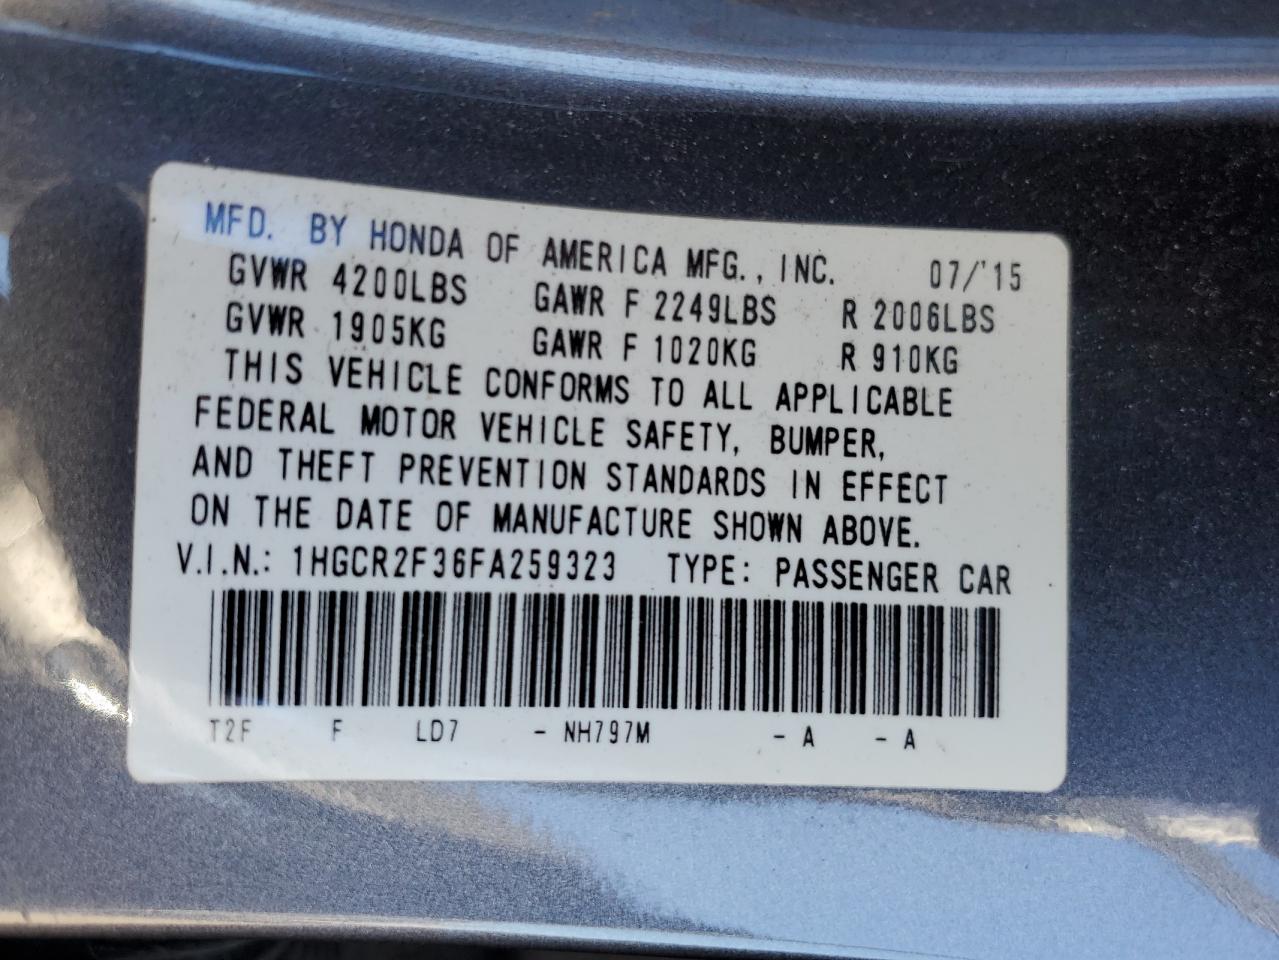 MFD. BY HONDA OF AMERICA MFG., INC. 07/'15
GVWR 4200LBS GAWR F 2249LBS R 2006LBS
GVWR 1905KG GAWR F 1020KG R 910KG
THIS VEHICLE CONFORMS TO ALL APPLICABLE
FEDERAL MOTOR VEHICLE SAFETY, BUMPER,
AND THEFT PREVENTION STANDARDS IN EFFECT
ON THE DATE OF MANUFACTURE SHOWN ABOVE.
V.I.N.: 1HGCR2F36FA259323 TYPE: PASSENGER CAR
T2F F LD7 - NH797M - A - A